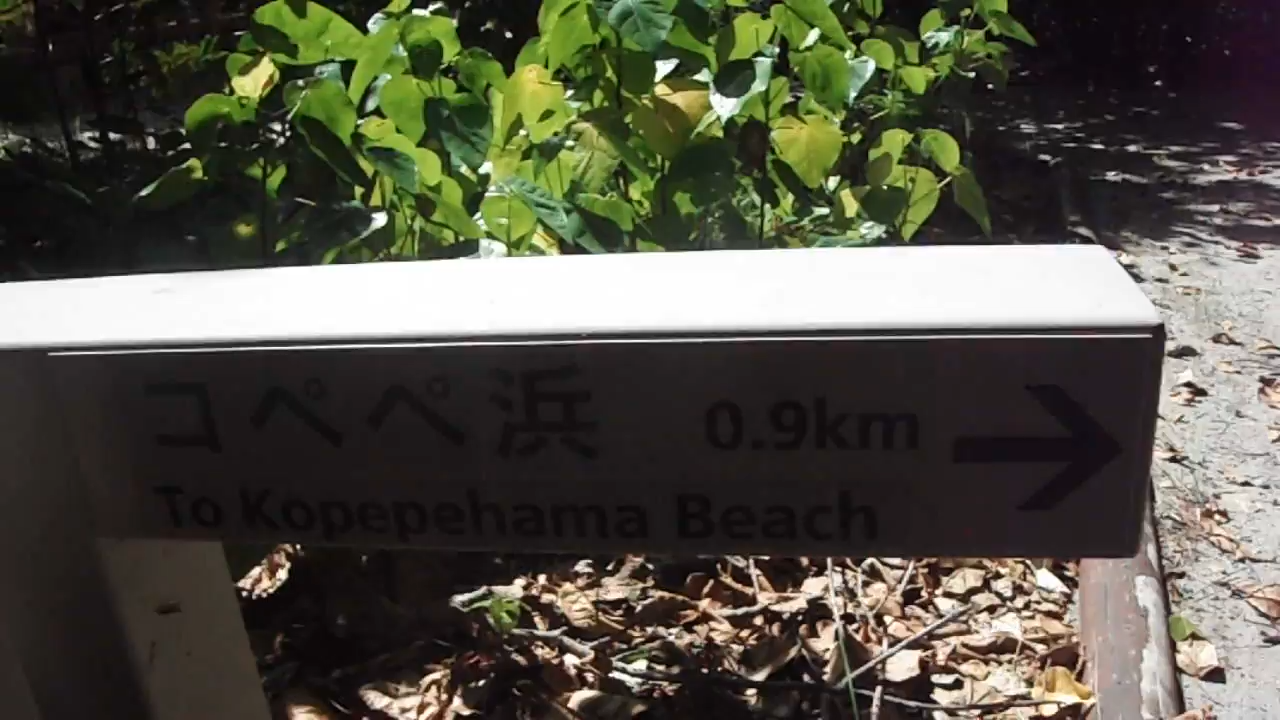 コペペ浜 0.9km →
To Kopepehama Beach